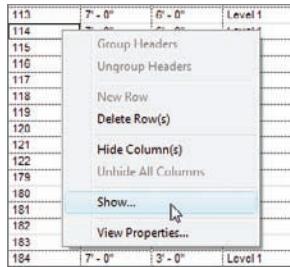 113 7' - 0" 6' - 0" Level 1
114
115 Group Headers
116 Ungroup Headers
117
118 New Row
119 Delete Row(s)
120
121 Hide Column(s)
122
179 Unhide All Columns
180
181 Show...
182
183 View Properties...
184 7' - 0" 3' - 0" Level 1